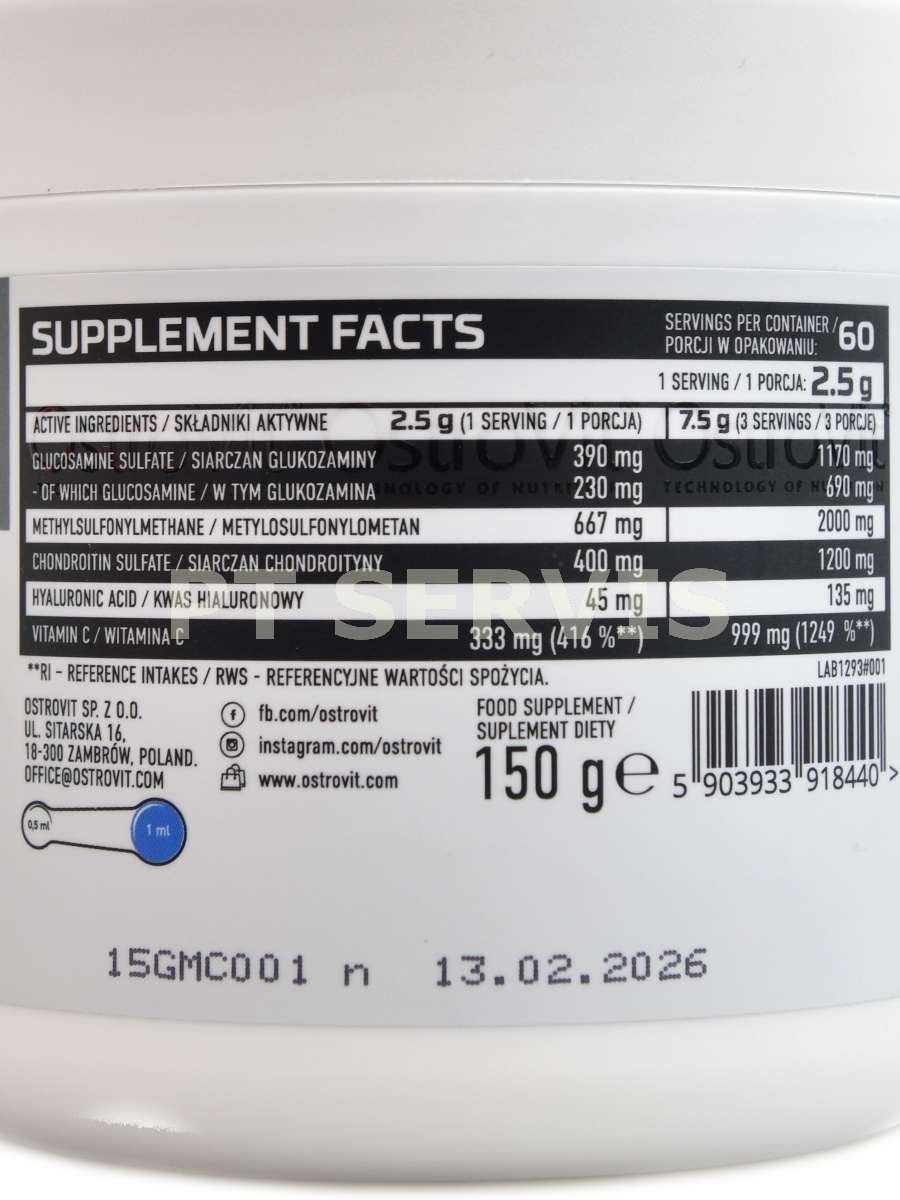 SUPPLEMENT FACTS
SERVINGS PER CONTAINER /
PORCJI W OPAKOWANIU: 60
1 SERVING / 1 PORCJA: 2.5 g
ACTIVE INGREDIENTS / SKŁADNIKI AKTYWNE 2.5 g (1 SERVING / 1 PORCJA) 7.5 g (3 SERVINGS / 3 PORCJE)
GLUCOSAMINE SULFATE / SIARCZAN GLUKOZAMINY 390 mg 1170 mg
- OF WHICH GLUCOSAMINE / W TYM GLUKOZAMINA 230 mg 690 mg
METHYLSULFONYLMETHANE / METYLOSULFONYLOMETAN 667 mg 2000 mg
CHONDROITIN SULFATE / SIARCZAN CHONDROITYNY 400 mg 1200 mg
HYALURONIC ACID / KWAS HIALURONOWY 45 mg 135 mg
VITAMIN C / WITAMINA C 333 mg (416 %**) 999 mg (1249 %**)
PT SERVIS
**RI - REFERENCE INTAKES / RWS - REFERENCYJNE WARTOŚCI SPOŻYCIA.
LAB1293#001
OSTROVIT SP. Z O.O.
UL. SITARSKA 16,
18-300 ZAMBRÓW, POLAND.
OFFICE@OSTROVIT.COM
fb.com/ostrovit
instagram.com/ostrovit
www.ostrovit.com
FOOD SUPPLEMENT /
SUPLEMENT DIETY
150 g e
5 903933 918440 >
0,5 ml
1 ml
15GMC001 n 13.02.2026